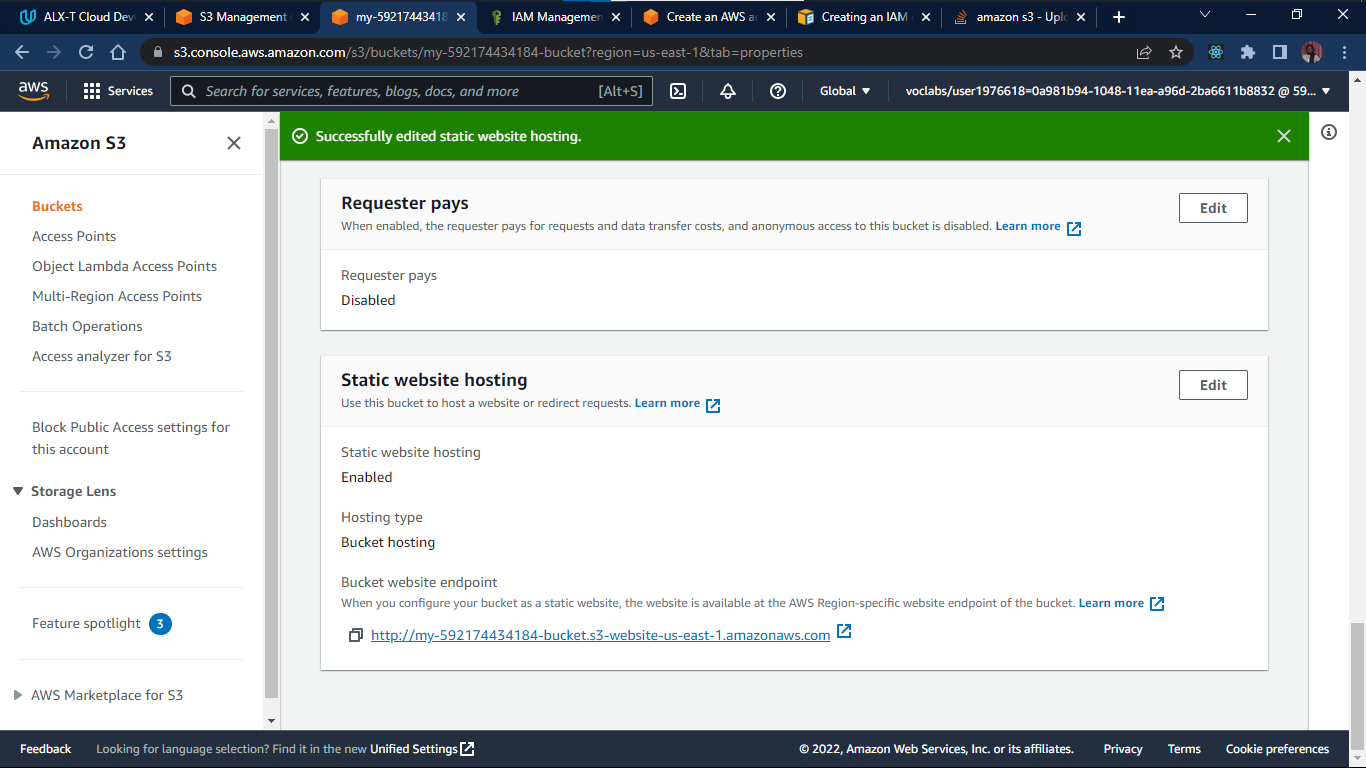 ALX-T Cloud Dev
S3 Management
my-5921744341
IAM Managemen
Create an AWS a
Creating an IAM
amazon s3 - Uplo
s3.console.aws.amazon.com/s3/buckets/my-592174434184-bucket?region=us-east-1&tab=properties
aws
Services
Search for services, features, blogs, docs, and more
[Alt+S]
Global
voclabs/user1976618=0a981b94-1048-11ea-a96d-2ba6611b8832 @ 59...
Amazon S3
Buckets
Access Points
Object Lambda Access Points
Multi-Region Access Points
Batch Operations
Access analyzer for S3
Block Public Access settings for
this account
Storage Lens
Dashboards
AWS Organizations settings
Feature spotlight 3
AWS Marketplace for S3
Successfully edited static website hosting.
Requester pays
Edit
When enabled, the requester pays for requests and data transfer costs, and anonymous access to this bucket is disabled. Learn more
Requester pays
Disabled
Static website hosting
Edit
Use this bucket to host a website or redirect requests. Learn more
Static website hosting
Enabled
Hosting type
Bucket hosting
Bucket website endpoint
When you configure your bucket as a static website, the website is available at the AWS Region-specific website endpoint of the bucket. Learn more
http://my-592174434184-bucket.s3-website-us-east-1.amazonaws.com
Feedback
Looking for language selection? Find it in the new Unified Settings
© 2022, Amazon Web Services, Inc. or its affiliates.
Privacy
Terms
Cookie preferences